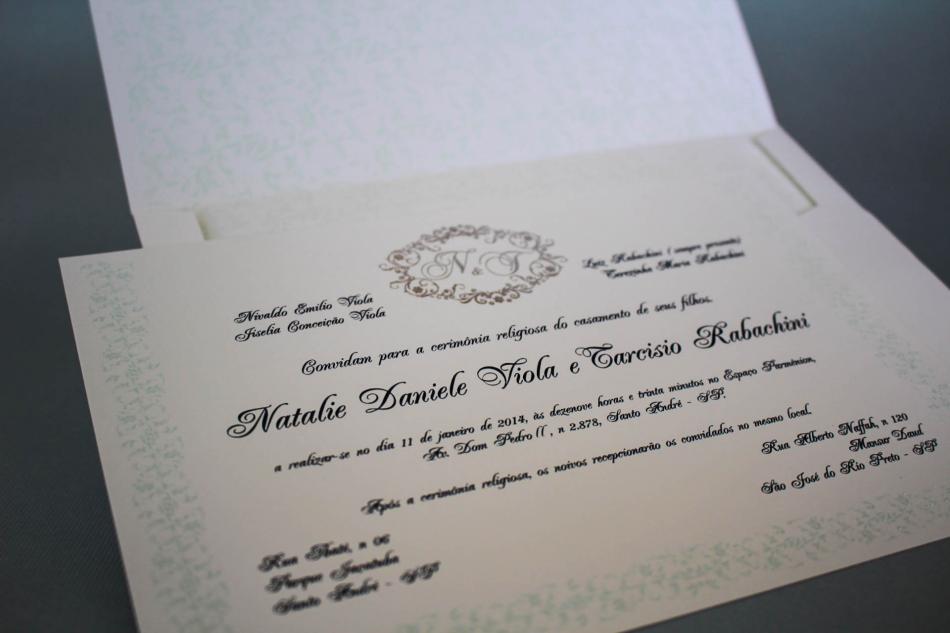 N & T
Nivaldo Emilio Viola
Jiselia Conceição Viola
Luiz Rabachini ( sempre presente)
Terezinha Maria Rabachini
Convidam para a cerimônia religiosa do casamento de seus filhos.
Natalie Daniele Viola e Tarcisio Rabachini
a realizar-se no dia 11 de janeiro de 2014, às dezenove horas e trinta minutos no Espaço Parmênion,
Av. Dom Pedro II , n 2.878, Santo André - SP.
Após a cerimônia religiosa, os noivos recepcionarão os convidados no mesmo local.
Rua n 06
Parque Jaçatuba
Santo André - SP
Rua Alberto Naffah, n 120
Mansur Daud
São José do Rio Preto - SP